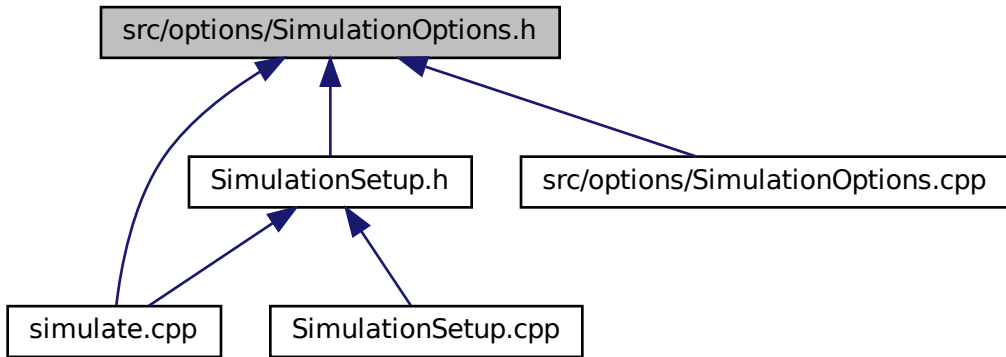 src/options/SimulationOptions.h
SimulationSetup.h
src/options/SimulationOptions.cpp
simulate.cpp
SimulationSetup.cpp